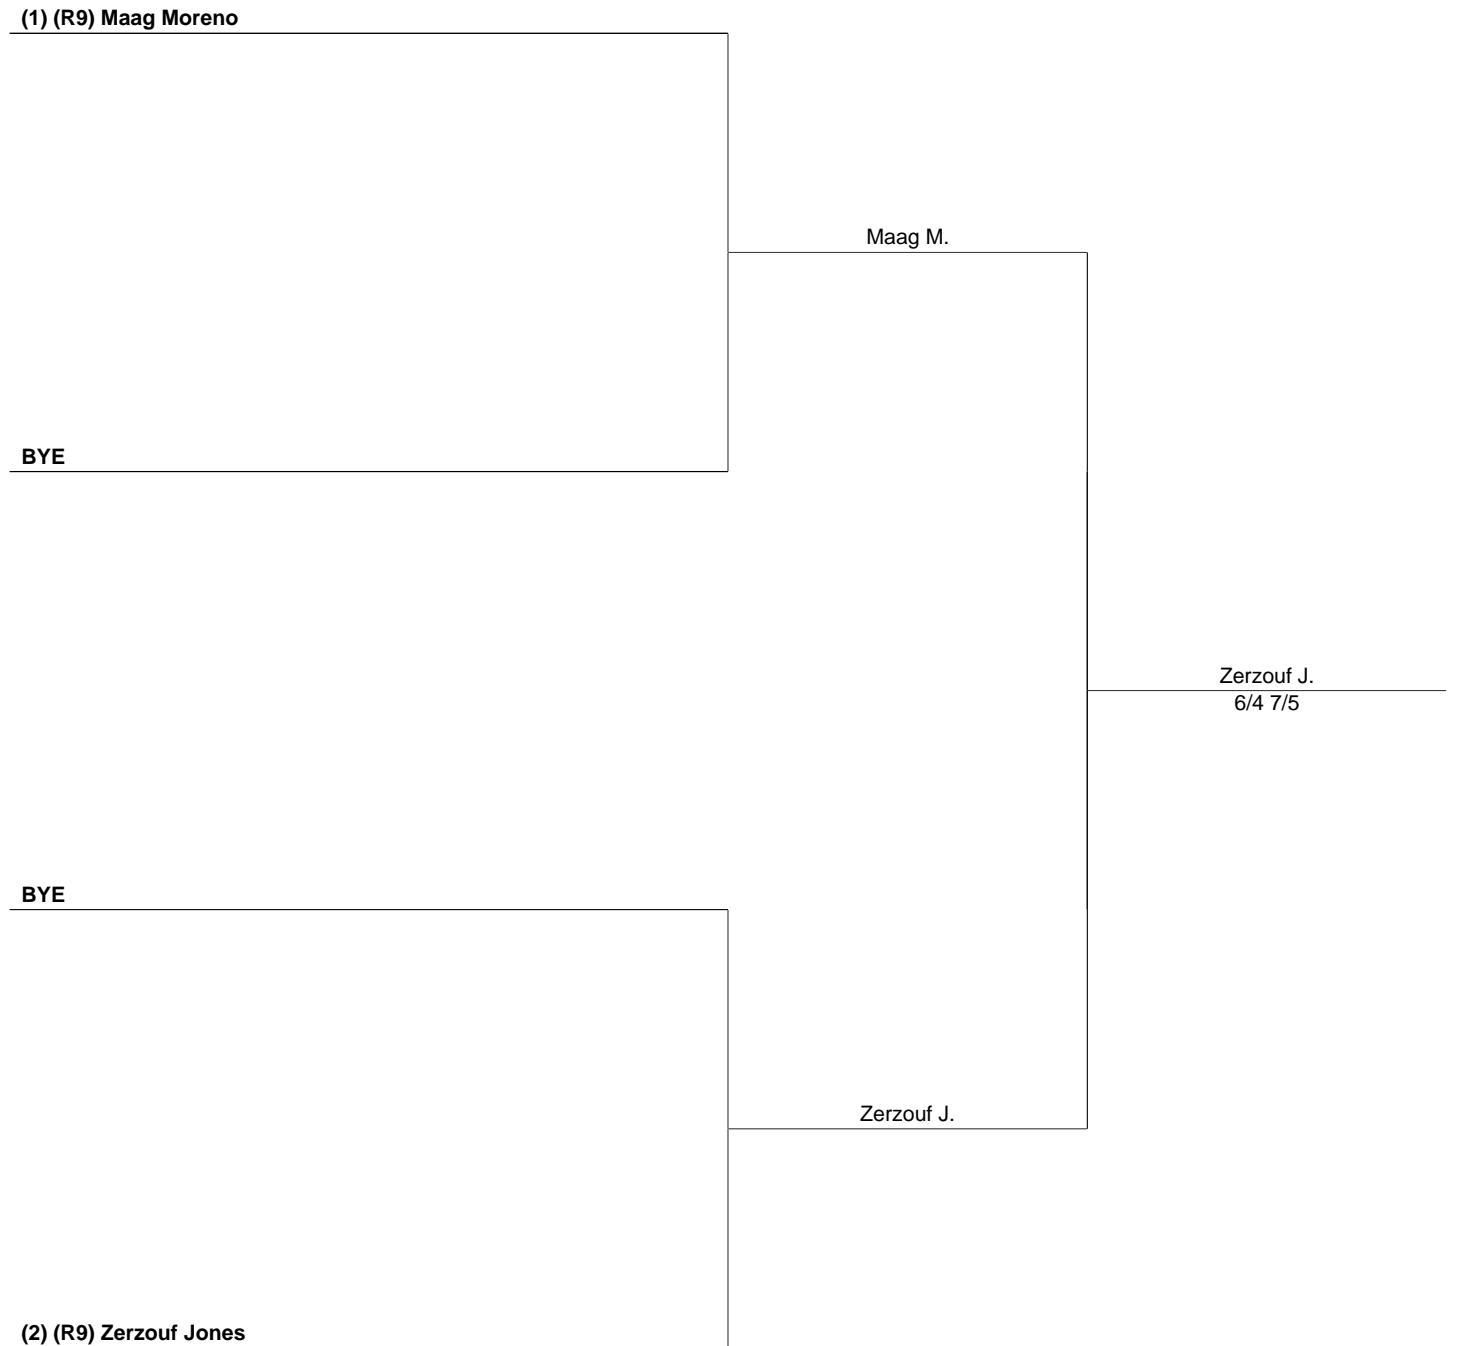 (1) (R9) Maag Moreno
Maag M.
BYE
Zerzouf J.
6/4 7/5
BYE
Zerzouf J.
(2) (R9) Zerzouf Jones